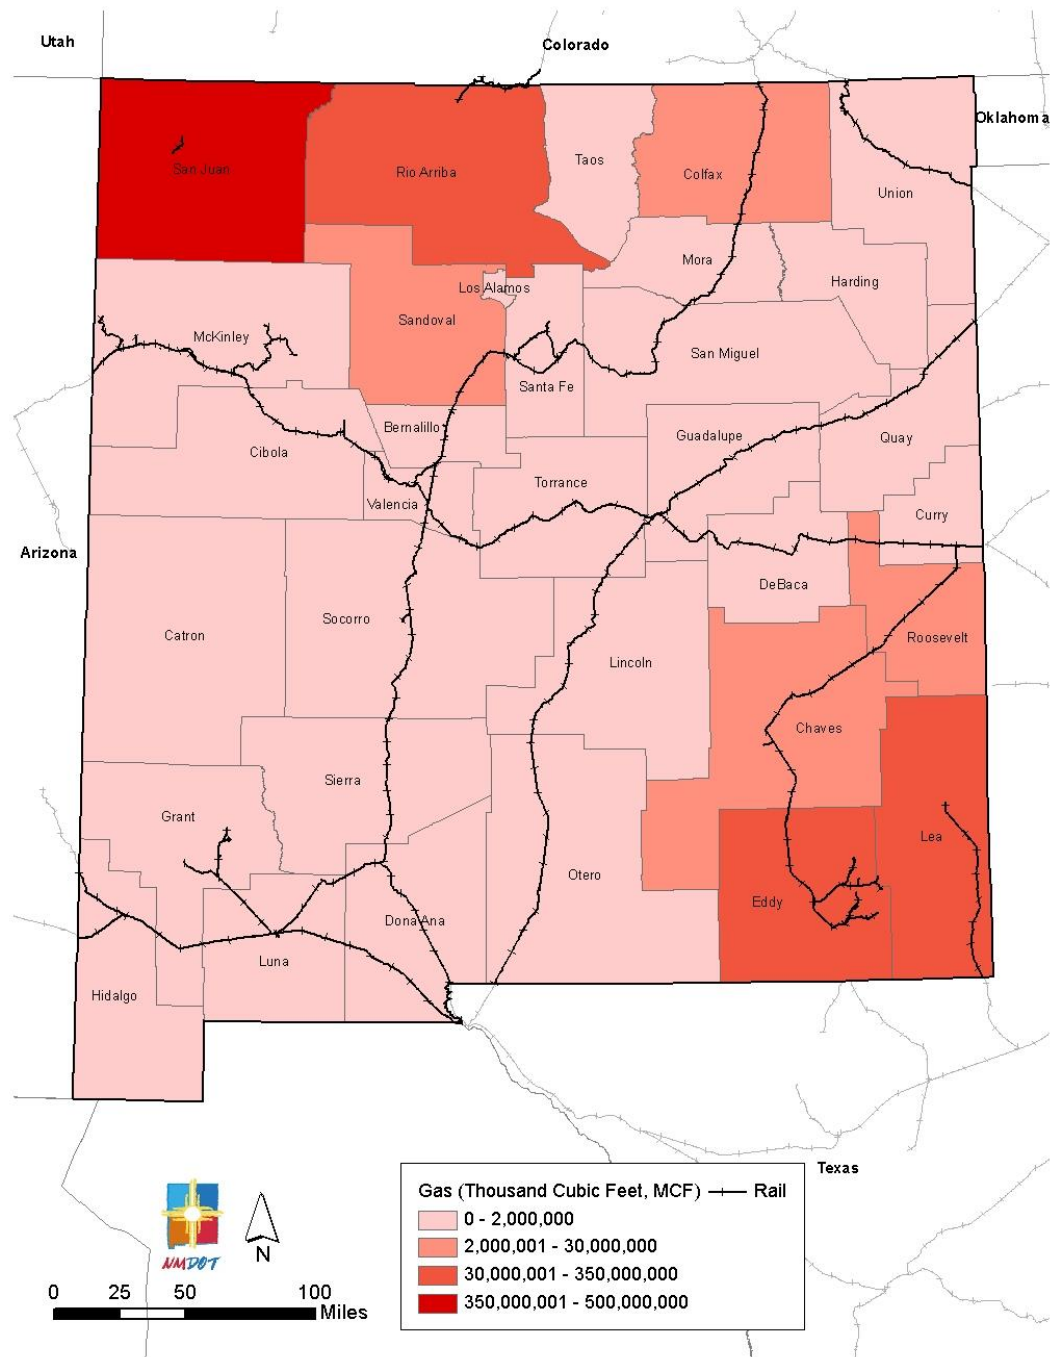 Utah
Colorado
Oklahoma
San Juan
Rio Arriba
Taos
Colfax
Union
Mora
Harding
Los Alamos
Sandoval
McKinley
San Miguel
Santa Fe
Bernalillo
Guadalupe
Quay
Cibola
Torrance
Valencia
Curry
Arizona
DeBaca
Socorro
Catron
Roosevelt
Lincoln
Chaves
Sierra
Grant
Lea
Otero
Eddy
Dona Ana
Luna
Hidalgo
Texas
Gas (Thousand Cubic Feet, MCF) Rail
0 - 2,000,000
2,000,001 - 30,000,000
30,000,001 - 350,000,000
350,000,001 - 500,000,000
NMDOT
N
0 25 50 100
Miles